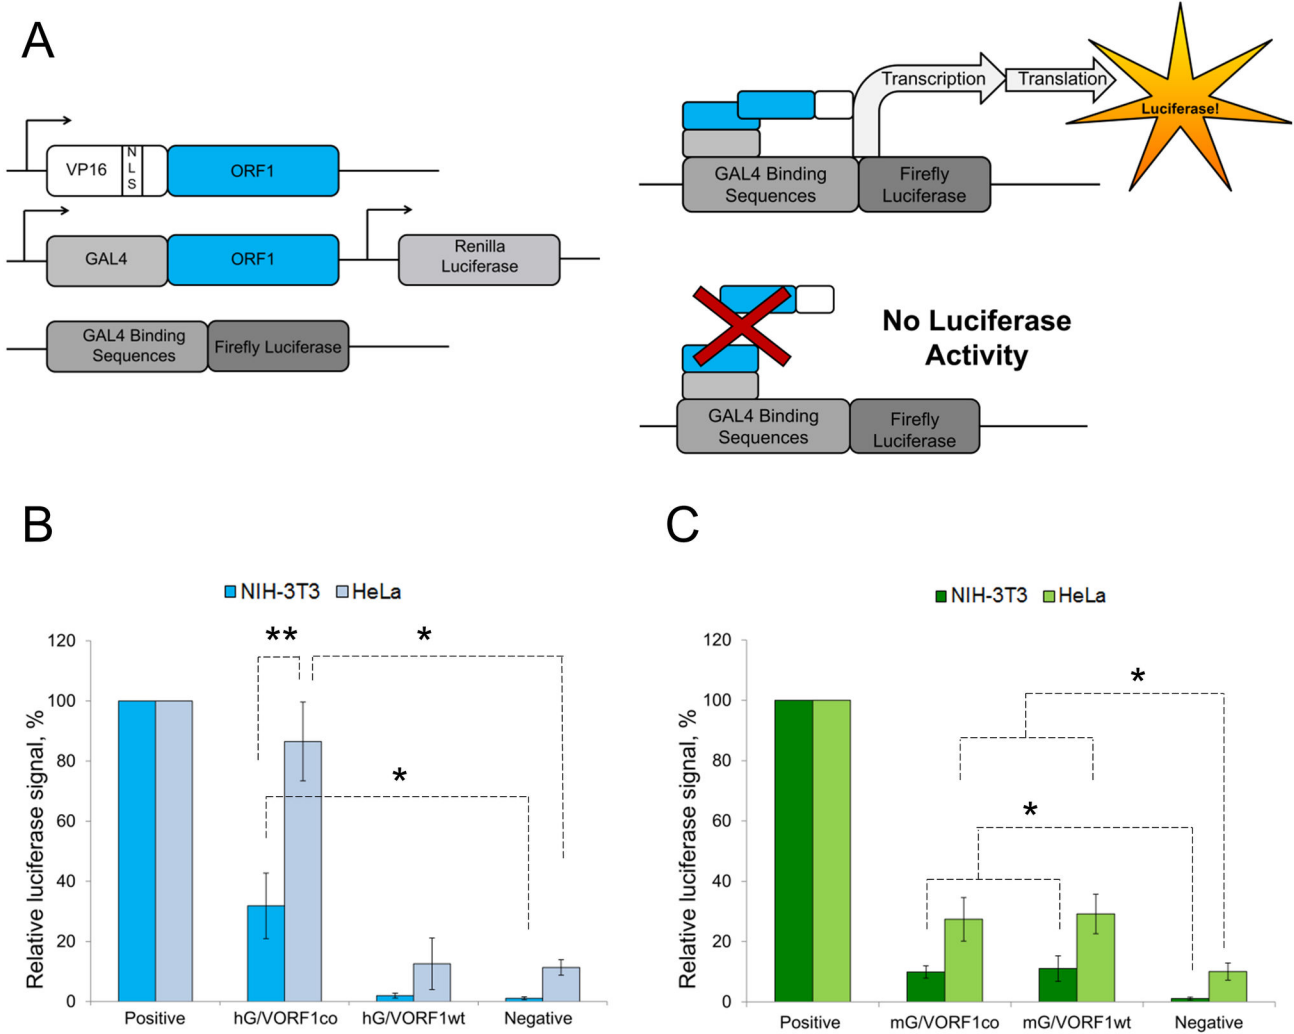 A
VP16
N
L
S
ORF1
GAL4
ORF1
Renilla
Luciferase
GAL4 Binding
Sequences
Firefly Luciferase
Transcription
Translation
Luciferase!
GAL4 Binding
Sequences
Firefly
Luciferase
No Luciferase
Activity
GAL4 Binding
Sequences
Firefly
Luciferase
B
NIH-3T3
HeLa
Relative luciferase signal, %
120
100
80
60
40
20
0
**
*
*
Positive
hG/VORF1co
hG/VORF1wt
Negative
C
NIH-3T3
HeLa
Relative luciferase signal, %
120
100
80
60
40
20
0
*
*
Positive
mG/VORF1co
mG/VORF1wt
Negative